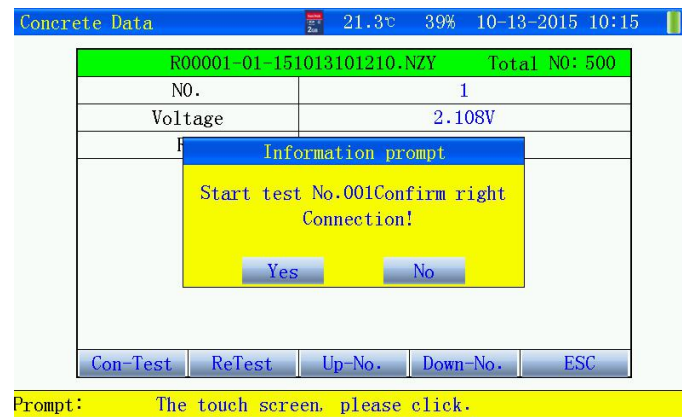 Concrete Data 21.3℃ 39% 10-13-2015 10:15
R00001-01-151013101210.NZY Total NO: 500
NO. 1
Voltage 2.108V
Information prompt
Start test No.001Confirm right
Connection!
Yes No
Con-Test ReTest Up-No. Down-No. ESC
Prompt: The touch screen, please click.